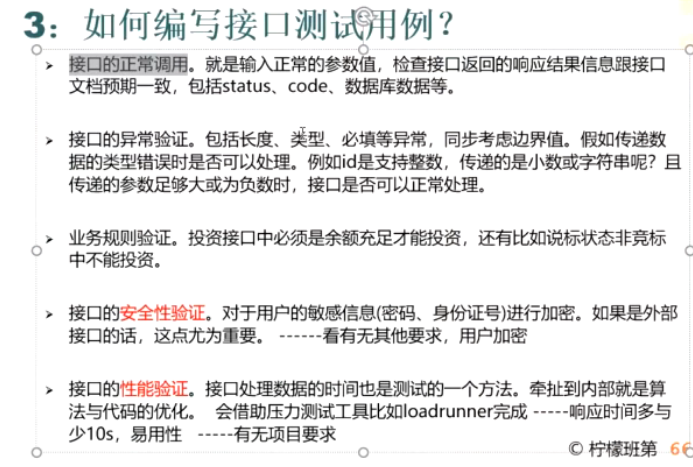 3：如何编写接口测试用例？
接口的正常调用。就是输入正常的参数值，检查接口返回的响应结果信息跟接口
文档预期一致，包括status、code、数据库数据等。
接口的异常验证。包括长度、类型、必填等异常，同步考虑边界值。假如传递数
据的类型错误时是否可以处理。例如id是支持整数，传递的是小数或字符串呢？且
传递的参数足够大或为负数时，接口是否可以正常处理。
业务规则验证。投资接口中必须是余额充足才能投资，还有比如说标状态非竞标
中不能投资。
接口的安全性验证。对于用户的敏感信息(密码、身份证号)进行加密。如果是外部
接口的话，这点尤为重要。 ------看有无其他要求，用户加密
接口的性能验证。接口处理数据的时间也是测试的一个方法。牵扯到内部就是算
法与代码的优化。 会借助压力测试工具比如loadrunner完成 -----响应时间多与
少10s，易用性 -----有无项目要求
© 柠檬班第 66